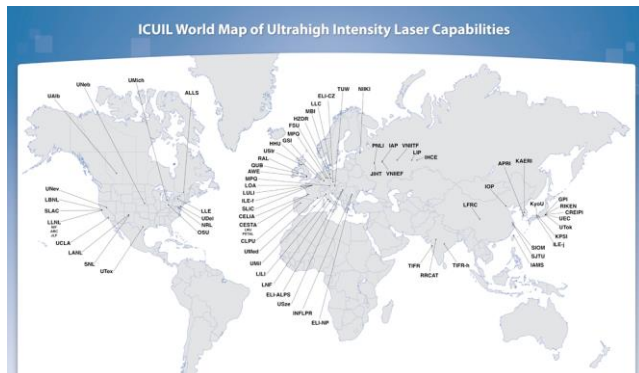 ICUIL World Map of Ultrahigh Intensity Laser Capabilities
UAlb
UNeb
UMich
ALLS
UNev
LBNL
SLAC
LLNL
UCLA
LANL
SNL
UTex
LLE
UDel
NRL
OSU
TUW
NIIKI
ELI-CZ
LLC
MBI
HZDR
FSU
MPQ
GSI
HHU
UStr
RAL
QUB
AWE
MPQ
LOA
LULI
ILE-f
SLIC
CELIA
CESTA
CLPU
UMil
LILI
LNF
ELI-ALPS
USze
INFLPR
ELI-NP
PNLI
IAP
VNIITF
LIP
IHCE
JIHT
VNIIEF
TIFR
RRCAT
TIFR-h
APRI
KAERI
IOP
LFRC
KyoU
GPI
RIKEN
CREIPI
UEC
UTok
KPSI
ILE-j
SIOM
SJTU
IAMS